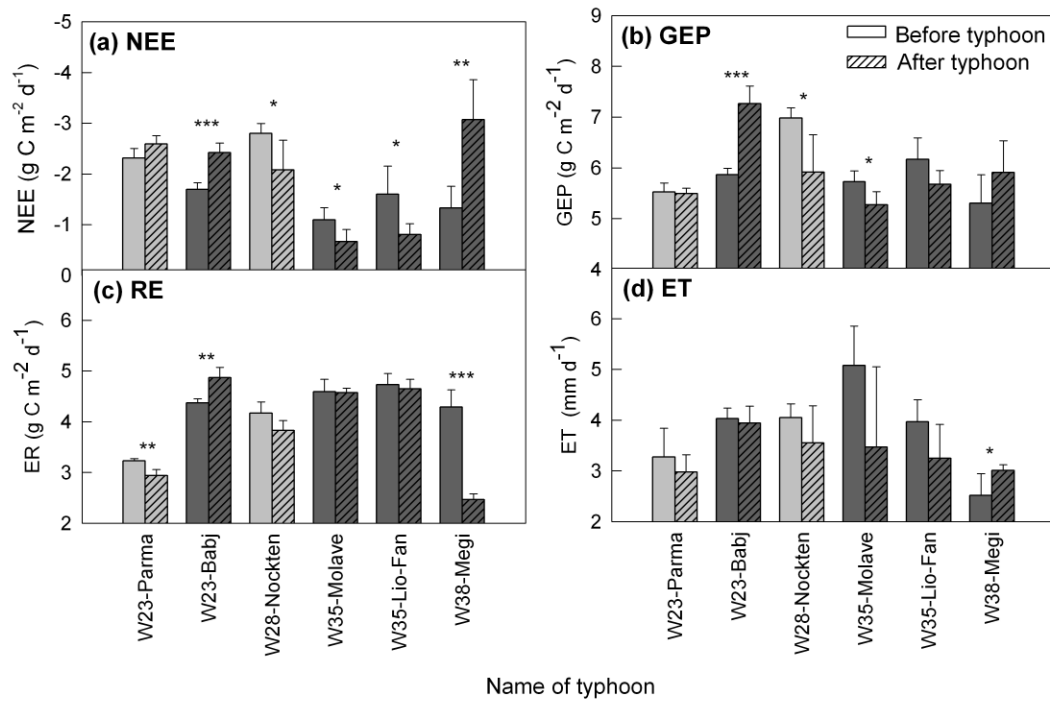 (a) NEE
NEE (g C m⁻² d⁻¹)
-5
-4
-3
-2
-1
0
***
*
*
*
**
(b) GEP
Before typhoon
After typhoon
GEP (g C m⁻² d⁻¹)
9
8
7
6
5
4
***
*
*
(c) RE
ER (g C m⁻² d⁻¹)
6
5
4
3
2
**
**
***
W23-Parma
W23-Babj
W28-Nockten
W35-Molave
W35-Lio-Fan
W38-Megi
(d) ET
ET (mm d⁻¹)
6
5
4
3
2
*
W23-Parma
W23-Babj
W28-Nockten
W35-Molave
W35-Lio-Fan
W38-Megi
Name of typhoon